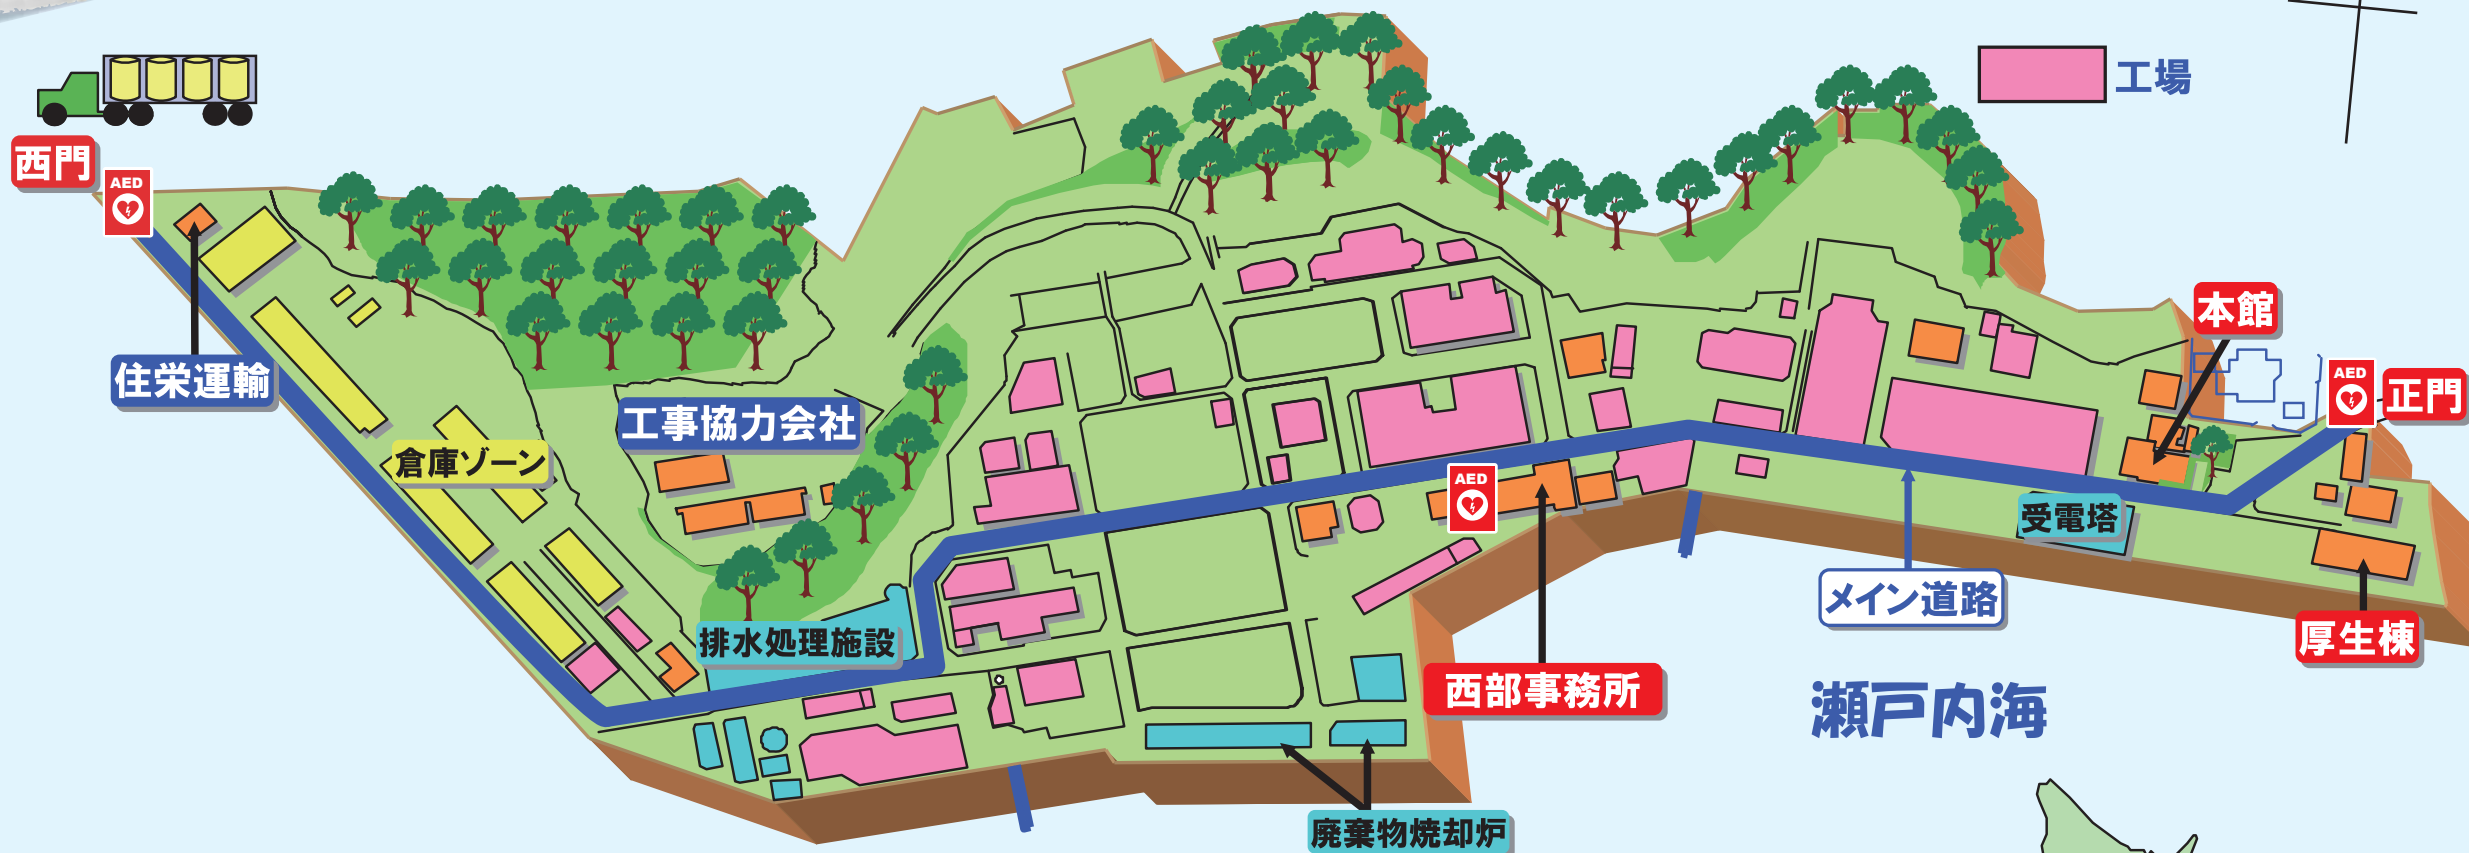 工場
西門
AED
本館
AED
正門
住栄運輸
工事協力会社
倉庫ゾーン
AED
受電塔
メイン道路
排水処理施設
厚生棟
西部事務所
瀬戸内海
廃棄物焼却炉